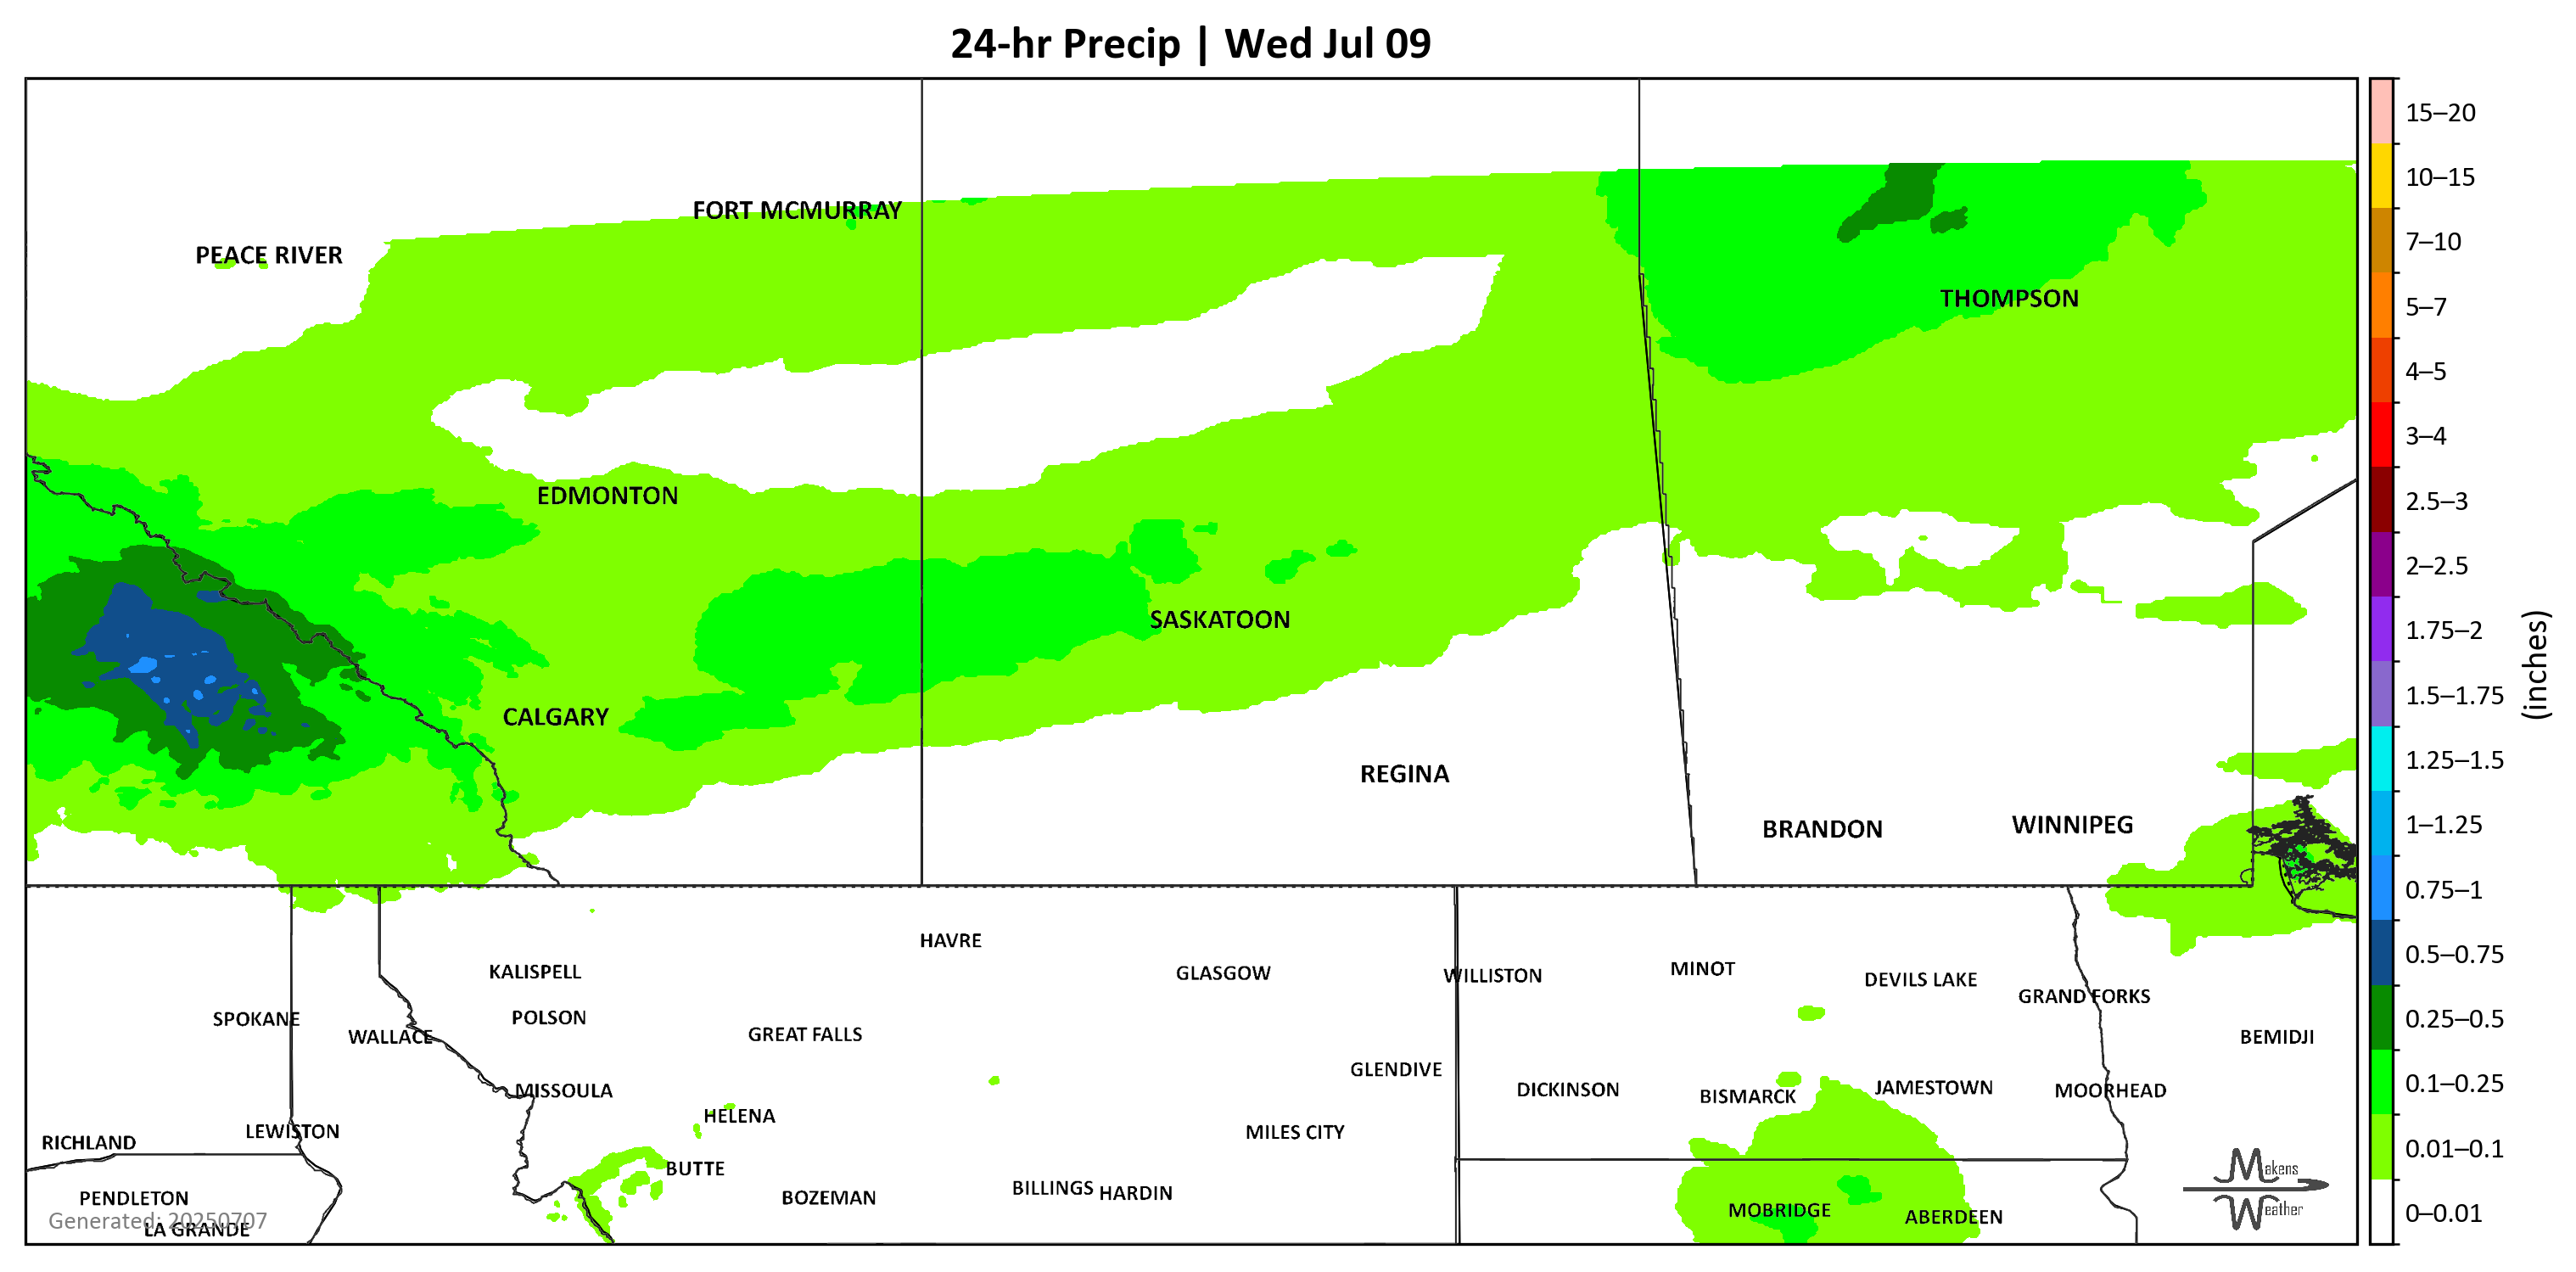 24-hr Precip | Wed Jul 09
FORT MCMURRAY
PEACE RIVER
THOMPSON
EDMONTON
SASKATOON
CALGARY
REGINA
BRANDON
WINNIPEG
HAVRE
KALISPELL
GLASGOW
WILLISTON
MINOT
DEVILS LAKE
GRAND FORKS
SPOKANE
WALLACE
POLSON
GREAT FALLS
BEMIDJI
GLENDIVE
MISSOULA
DICKINSON
BISMARCK
JAMESTOWN
MOORHEAD
HELENA
RICHLAND
LEWISTON
MILES CITY
BUTTE
PENDLETON
BOZEMAN
BILLINGS
HARDIN
MOBRIDGE
ABERDEEN
Generated: 20250707
LA GRANDE
Makens
Weather
15–20
10–15
7–10
5–7
4–5
3–4
2.5–3
2–2.5
1.75–2
1.5–1.75
1.25–1.5
1–1.25
0.75–1
0.5–0.75
0.25–0.5
0.1–0.25
0.01–0.1
0–0.01
(inches)